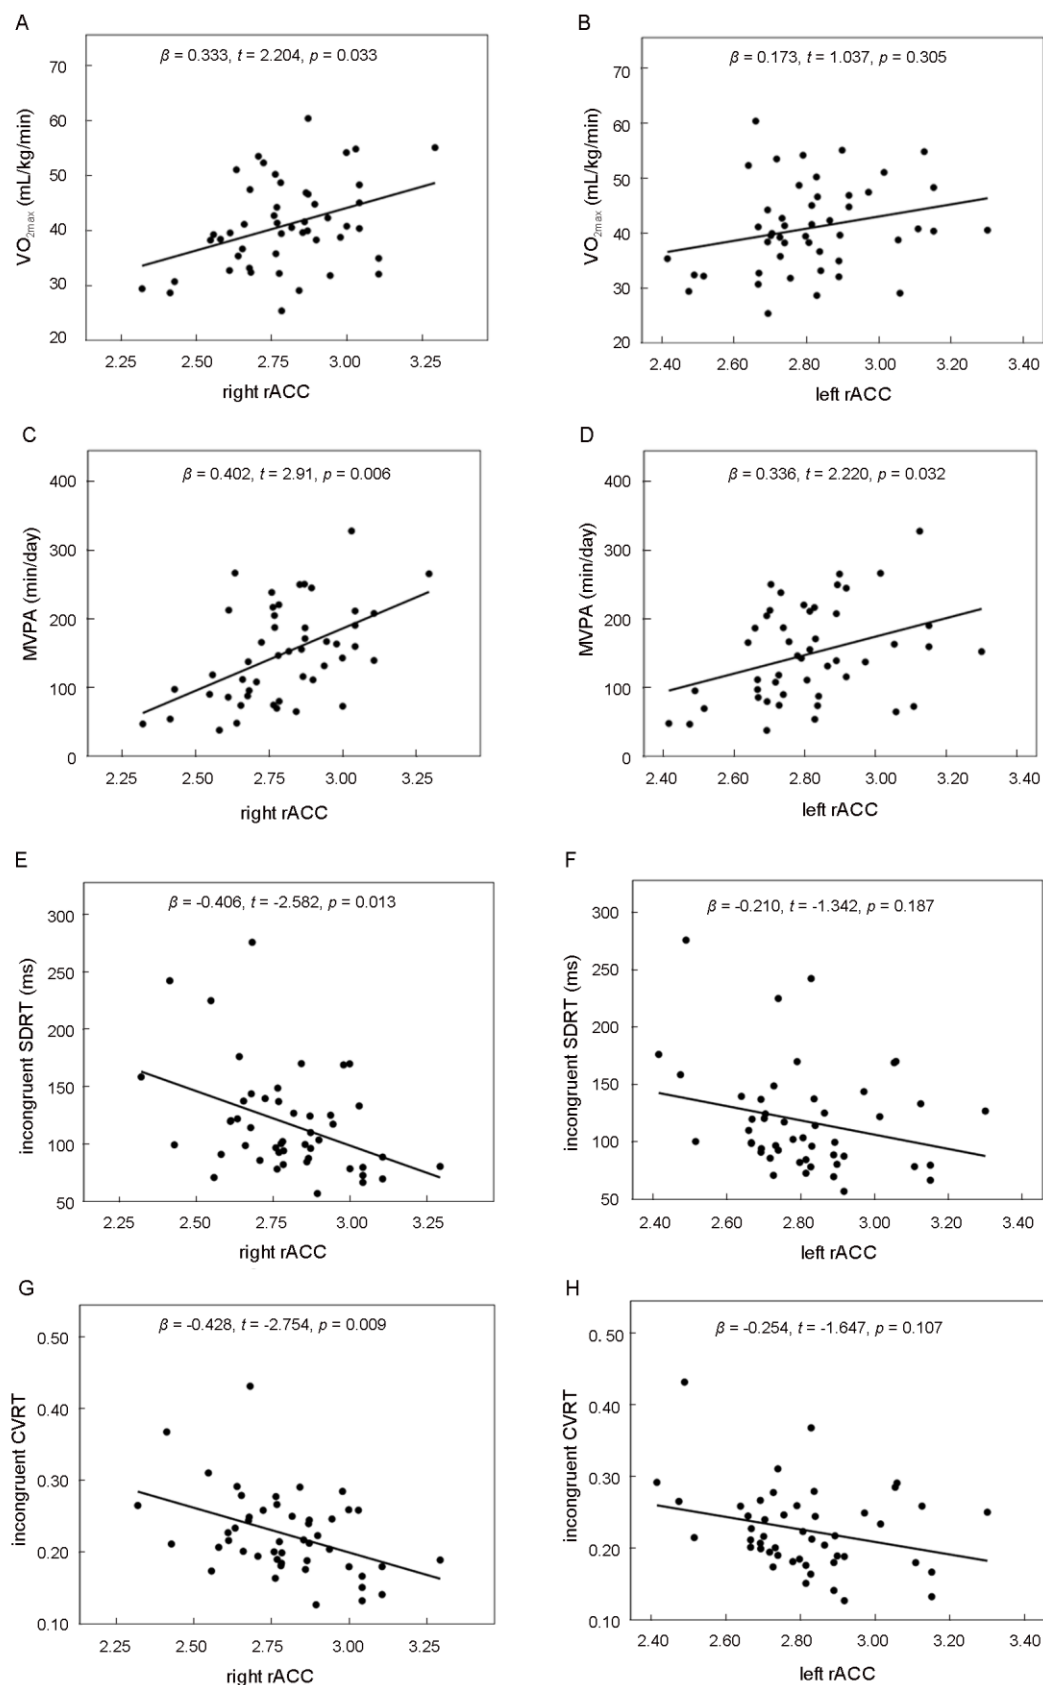 A
β = 0.333, t = 2.204, p = 0.033
VO2max (mL/kg/min)
70
60
50
40
30
20
2.25 2.50 2.75 3.00 3.25
right rACC
B
β = 0.173, t = 1.037, p = 0.305
VO2max (mL/kg/min)
70
60
50
40
30
20
2.40 2.60 2.80 3.00 3.20 3.40
left rACC
C
β = 0.402, t = 2.91, p = 0.006
MVPA (min/day)
400
300
200
100
0
2.25 2.50 2.75 3.00 3.25
right rACC
D
β = 0.336, t = 2.220, p = 0.032
MVPA (min/day)
400
300
200
100
0
2.40 2.60 2.80 3.00 3.20 3.40
left rACC
E
β = -0.406, t = -2.582, p = 0.013
incongruent SDRT (ms)
300
250
200
150
100
50
2.25 2.50 2.75 3.00 3.25
right rACC
F
β = -0.210, t = -1.342, p = 0.187
incongruent SDRT (ms)
300
250
200
150
100
50
2.40 2.60 2.80 3.00 3.20 3.40
left rACC
G
β = -0.428, t = -2.754, p = 0.009
incongruent CVRT
0.50
0.40
0.30
0.20
0.10
2.25 2.50 2.75 3.00 3.25
right rACC
H
β = -0.254, t = -1.647, p = 0.107
incongruent CVRT
0. 50
0.40
0.30
0.20
0.10
2.40 2.60 2.80 3.00 3.20 3.40
left rACC